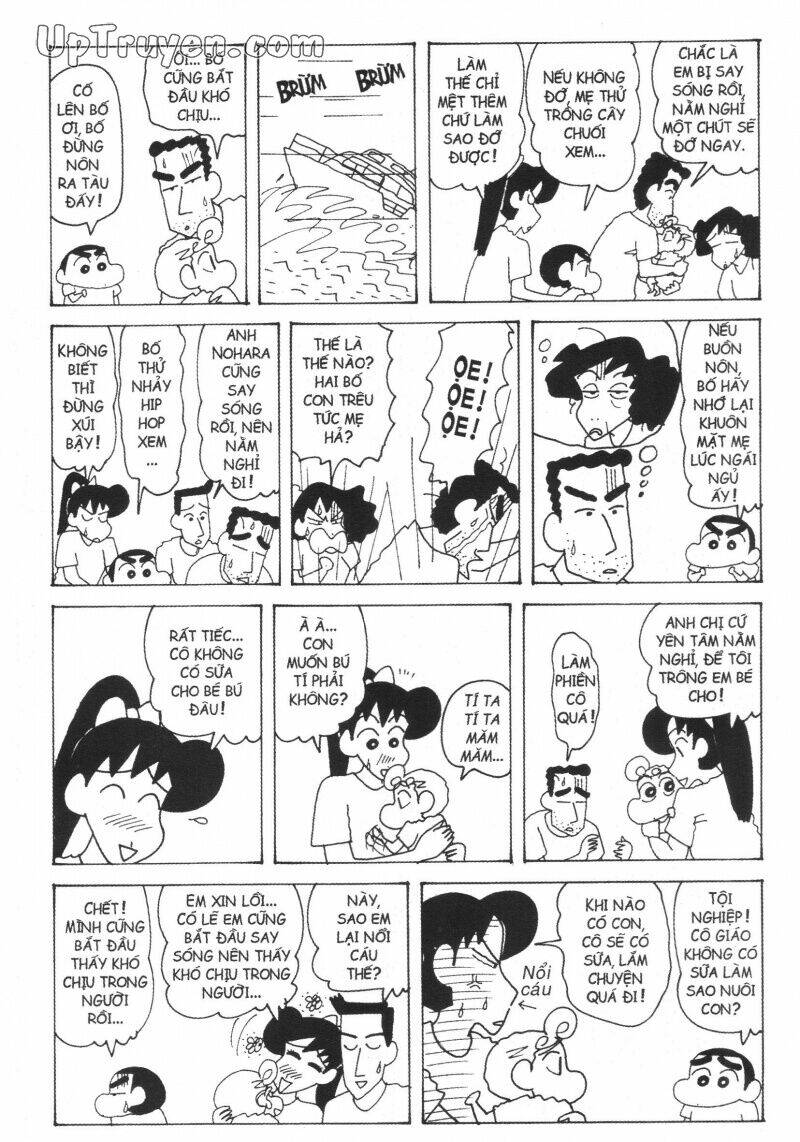 UpTruyen.com
CHẮC LÀ
EM BỊ SAY
SÓNG RỒI,
NẰM NGHỈ
MỘT CHÚT SẼ
ĐỠ NGAY.
NẾU KHÔNG
ĐỠ, MẸ THỬ
TRỒNG CÂY
CHUỐI
XEM...
LÀM
THẾ CHỈ
MỆT THÊM
CHỨ LÀM
SAO ĐỠ
ĐƯỢC!
BRỪM
BRỪM
ÔI... BỐ
CŨNG BẮT
ĐẦU KHÓ
CHỊU...
CỐ
LÊN BỐ
ƠI, BỐ
ĐỪNG
NÔN
RA TÀU
ĐẤY!
NẾU
BUỒN
NÔN,
BỐ HÃY
NHỚ LẠI
KHUÔN
MẶT MẸ
LÚC NGÁI
NGỦ
ẤY!
ỌE!
ỌE!
ỌE!
THẾ LÀ
THẾ NÀO?
HAI BỐ
CON TRÊU
TỨC MẸ
HẢ?
ANH
NOHARA
CŨNG
SAY
SÓNG
RỒI, NÊN
NẰM
NGHỈ
ĐI!
BỐ
THỬ
NHẢY
HIP
HOP
XEM
...
KHÔNG
BIẾT
THÌ
ĐỪNG
XÚI
BẬY!
ANH CHỊ CỨ
YÊN TÂM NẰM
NGHỈ, ĐỂ TÔI
TRÔNG EM BÉ
CHO!
LÀM
PHIỀN
CÔ
QUÁ!
TÍ TA
TÍ TA
MĂM
MĂM...
À À...
CON
MUỐN BÚ
TÍ PHẢI
KHÔNG?
RẤT TIẾC...
CÔ KHÔNG
CÓ SỮA
CHO BÉ BÚ
ĐÂU!
TỘI
NGHIỆP!
CÔ GIÁO
KHÔNG CÓ
SỮA LÀM
SAO NUÔI
CON?
KHI NÀO
CÓ CON,
CÔ SẼ CÓ
SỮA, LẮM
CHUYỆN
QUÁ ĐI!
Nổi
cáu
NÀY,
SAO EM
LẠI NỔI
CÁU
THẾ?
EM XIN LỖI...
CÓ LẼ EM CŨNG
BẮT ĐẦU SAY
SÓNG NÊN THẤY
KHÓ CHỊU TRONG
NGƯỜI...
CHẾT!
MÌNH CŨNG
BẮT ĐẦU
THẤY KHÓ
CHỊU TRONG
NGƯỜI
RỒI...